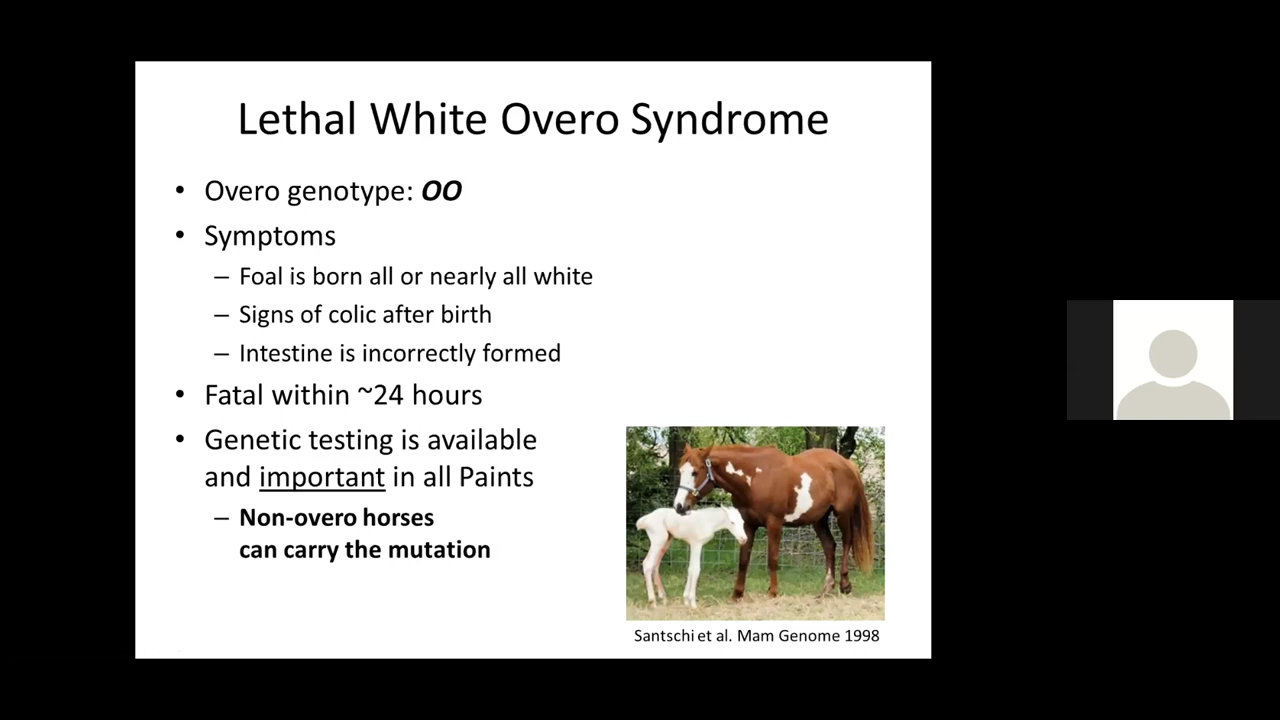 Lethal White Overo Syndrome
• Overo genotype: OO
• Symptoms
– Foal is born all or nearly all white
– Signs of colic after birth
– Intestine is incorrectly formed
• Fatal within ~24 hours
• Genetic testing is available
and important in all Paints
– Non-overo horses
can carry the mutation
Santschi et al. Mam Genome 1998